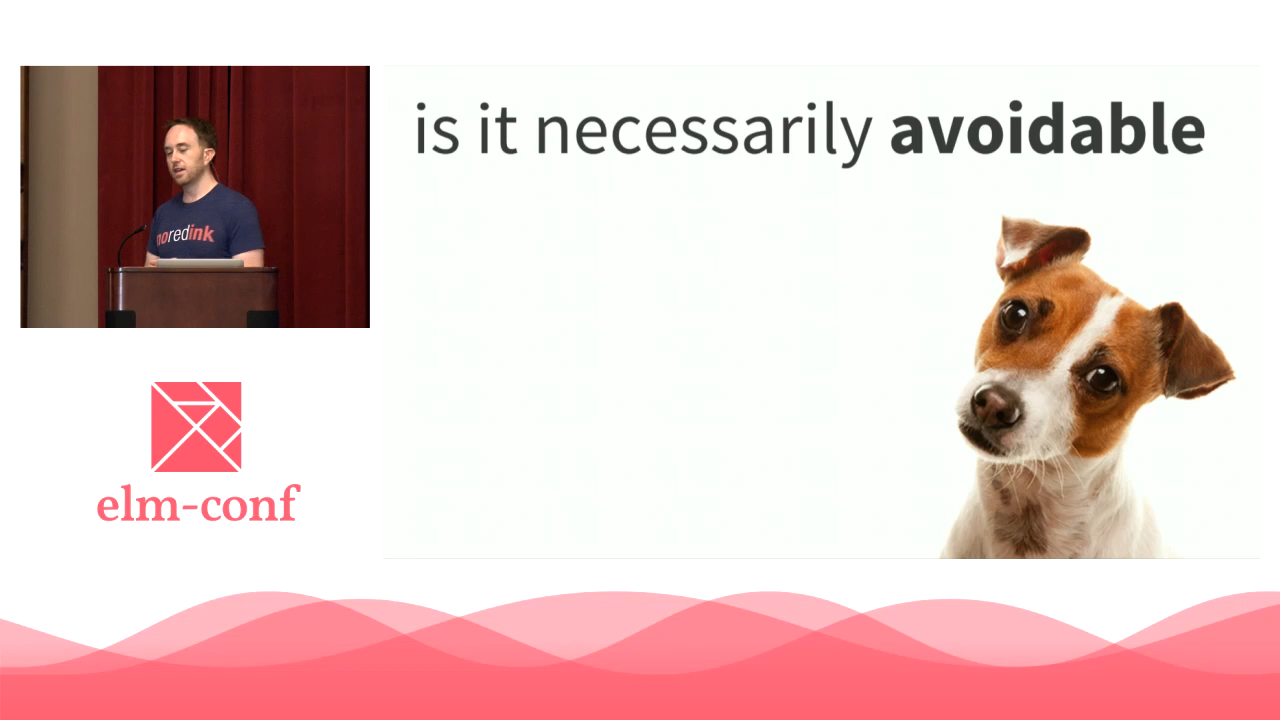 is it necessarily avoidable
noredink
elm-conf